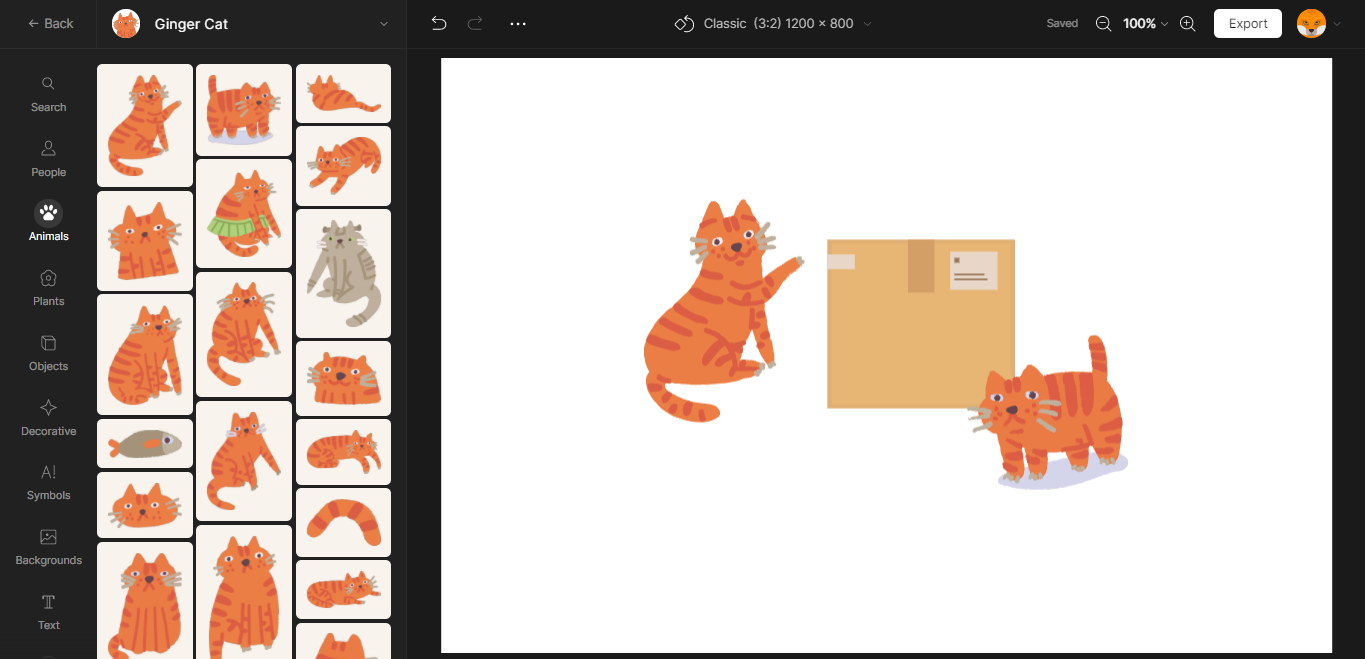 ← Back
Ginger Cat
Classic (3:2) 1200 × 800
Saved
100%
Export
Search
People
Animals
Plants
Objects
Decorative
A!
Symbols
Backgrounds
T
Text